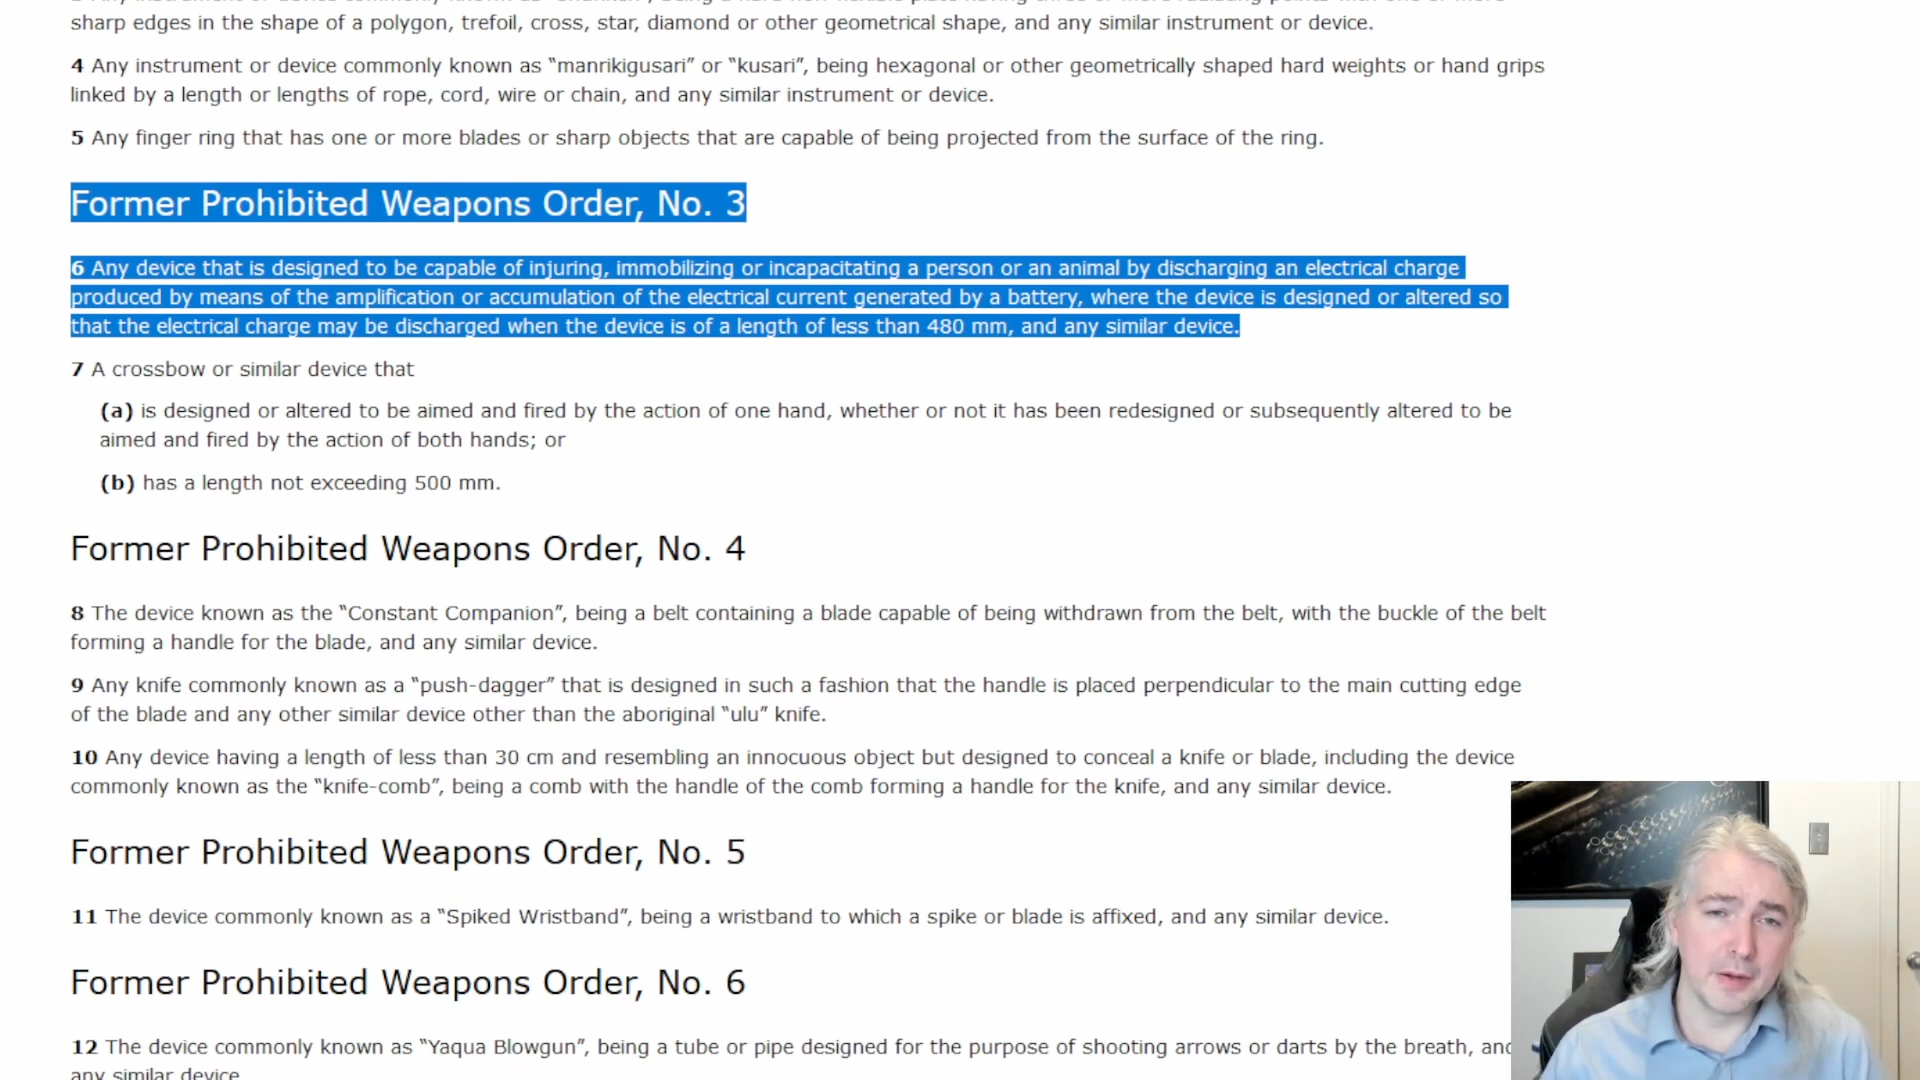 sharp edges in the shape of a polygon, trefoil, cross, star, diamond or other geometrical shape, and any similar instrument or device.
4 Any instrument or device commonly known as “manrikigusari” or “kusari”, being hexagonal or other geometrically shaped hard weights or hand grips
linked by a length or lengths of rope, cord, wire or chain, and any similar instrument or device.
5 Any finger ring that has one or more blades or sharp objects that are capable of being projected from the surface of the ring.
Former Prohibited Weapons Order, No. 3
6 Any device that is designed to be capable of injuring, immobilizing or incapacitating a person or an animal by discharging an electrical charge
produced by means of the amplification or accumulation of the electrical current generated by a battery, where the device is designed or altered so
that the electrical charge may be discharged when the device is of a length of less than 480 mm, and any similar device.
7 A crossbow or similar device that
(a) is designed or altered to be aimed and fired by the action of one hand, whether or not it has been redesigned or subsequently altered to be
aimed and fired by the action of both hands; or
(b) has a length not exceeding 500 mm.
Former Prohibited Weapons Order, No. 4
8 The device known as the “Constant Companion”, being a belt containing a blade capable of being withdrawn from the belt, with the buckle of the belt
forming a handle for the blade, and any similar device.
9 Any knife commonly known as a “push-dagger” that is designed in such a fashion that the handle is placed perpendicular to the main cutting edge
of the blade and any other similar device other than the aboriginal “ulu” knife.
10 Any device having a length of less than 30 cm and resembling an innocuous object but designed to conceal a knife or blade, including the device
commonly known as the “knife-comb”, being a comb with the handle of the comb forming a handle for the knife, and any similar device.
Former Prohibited Weapons Order, No. 5
11 The device commonly known as a “Spiked Wristband”, being a wristband to which a spike or blade is affixed, and any similar device.
Former Prohibited Weapons Order, No. 6
12 The device commonly known as “Yaqua Blowgun”, being a tube or pipe designed for the purpose of shooting arrows or darts by the breath, and
any similar device